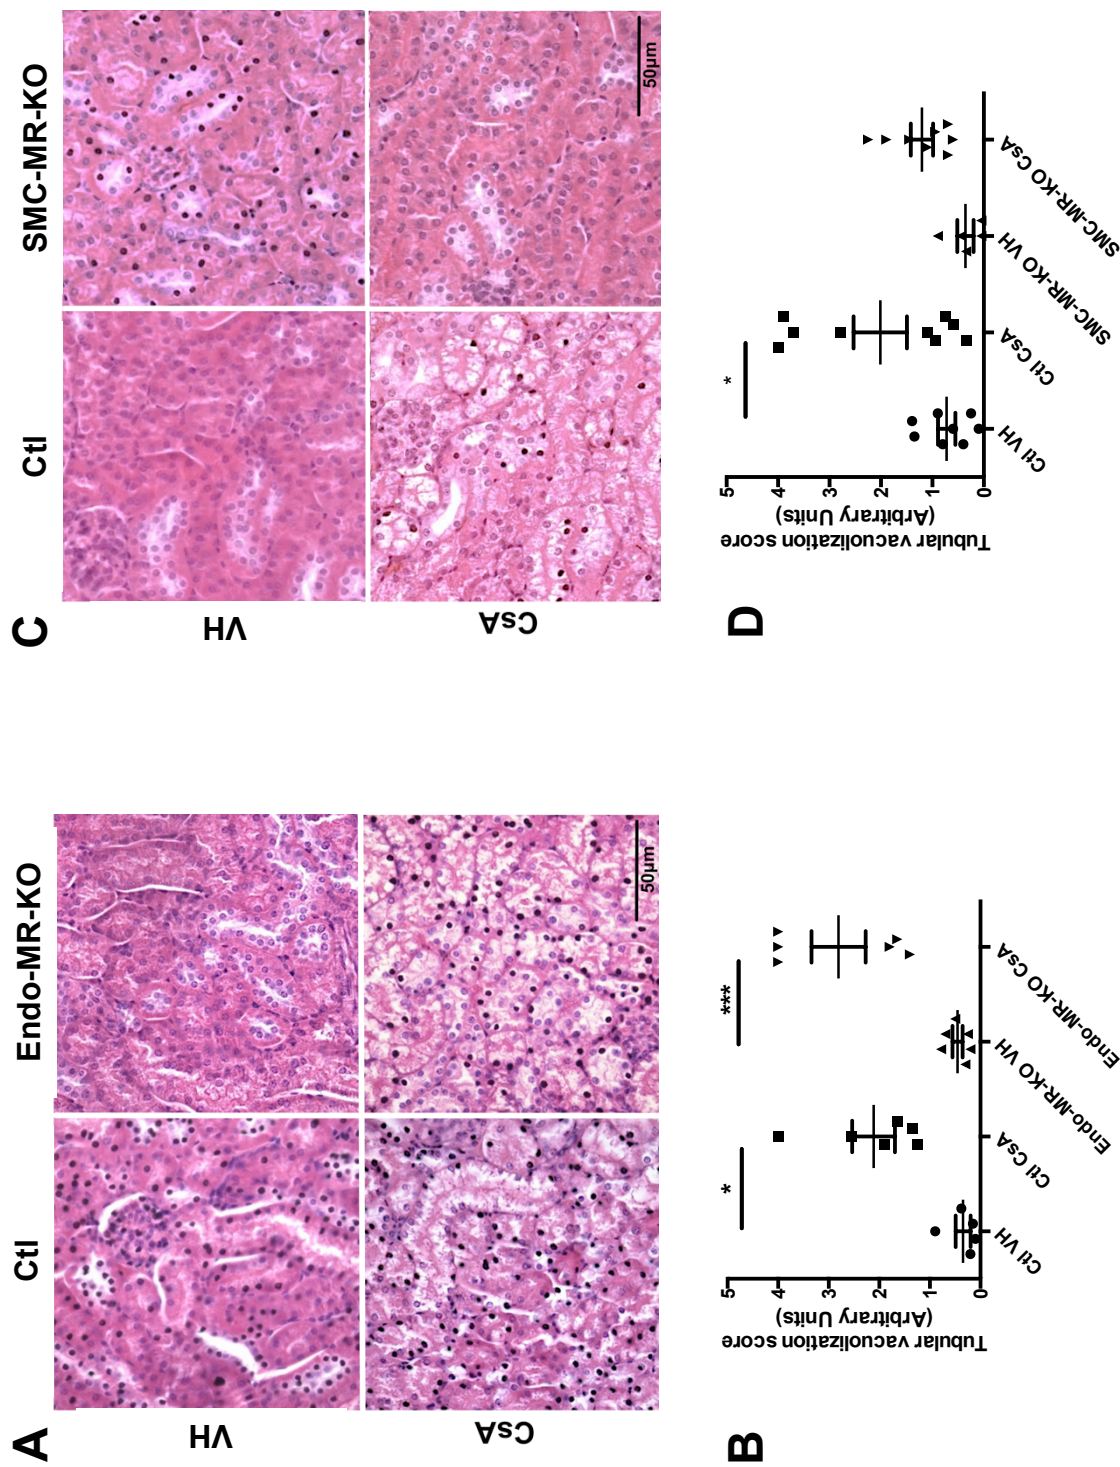 A
Ctl
Endo-MR-KO
VH
CsA
50µm
B
Tubular vacuolization score
(Arbitrary Units)
5
4
3
2
1
0
*
***
Ctl VH
Ctl CsA
Endo-MR-KO VH
Endo-MR-KO CsA
C
Ctl
SMC-MR-KO
VH
CsA
50µm
D
Tubular vacuolization score
(Arbitrary Units)
5
4
3
2
1
0
*
Ctl VH
Ctl CsA
SMC-MR-KO VH
SMC-MR-KO CsA